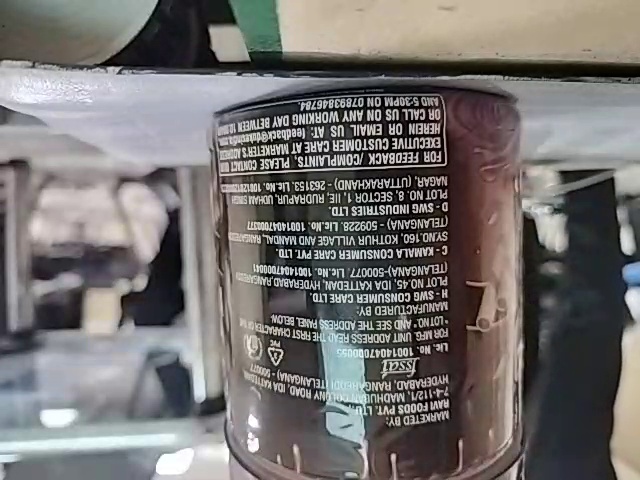 MARKETED BY:
RAVI FOODS PVT. LTD.,
7-4-112/1, MADHUBAN COLONY ROAD, IDA KATTEDAN,
HYDERABAD, RANGAREDDI (TELANGANA) - 500077
fssai
Lic. No. 10014047000055
FOR MFG. UNIT ADDRESS READ THE FIRST CHARACTER OF THE
"LOT NO." AND SEE THE ADDRESS PANEL BELOW.
MANUFACTURED BY:
H - SWG CONSUMER CARE PVT. LTD.
PLOT NO.45, IDA KATTEDAN, HYDERABAD, RANGAREDDI
(TELANGANA)-500077. Lic.No. 10014047000041
C - KAMALA CONSUMER CARE PVT. LTD.
SY.NO.160, KOTHUR VILLAGE AND MANDAL,
(TELANGANA) - 509228. Lic.No. 10014047000377
D - SWG INDUSTRIES LTD.
PLOT NO. 8, SECTOR 1, IIE, RUDRAPUR, UDHAM SINGH
NAGAR, (UTTARAKHAND) - 263153. Lic. No.
FOR FEEDBACK /COMPLAINTS, PLEASE CONTACT
EXECUTIVE CUSTOMER CARE AT MARKETER'S ADDRESS
HEREIN OR EMAIL US AT:
OR CALL US ON ANY WORKING DAY BETWEEN
AND 5:30PM ON 07893846784.